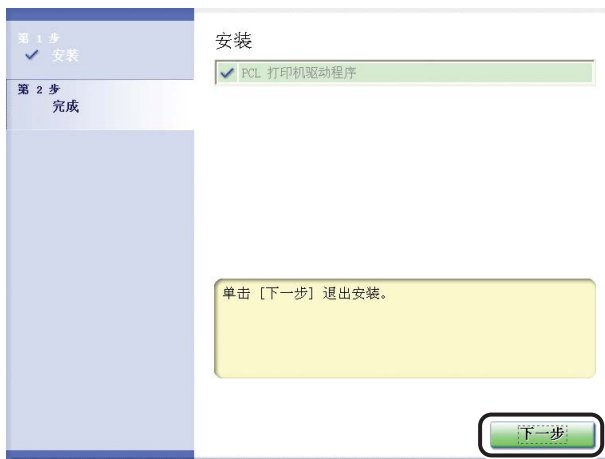 第 1 步
安装
第 2 步
完成
安装
PCL 打印机驱动程序
单击 [下一步] 退出安装。
下一步